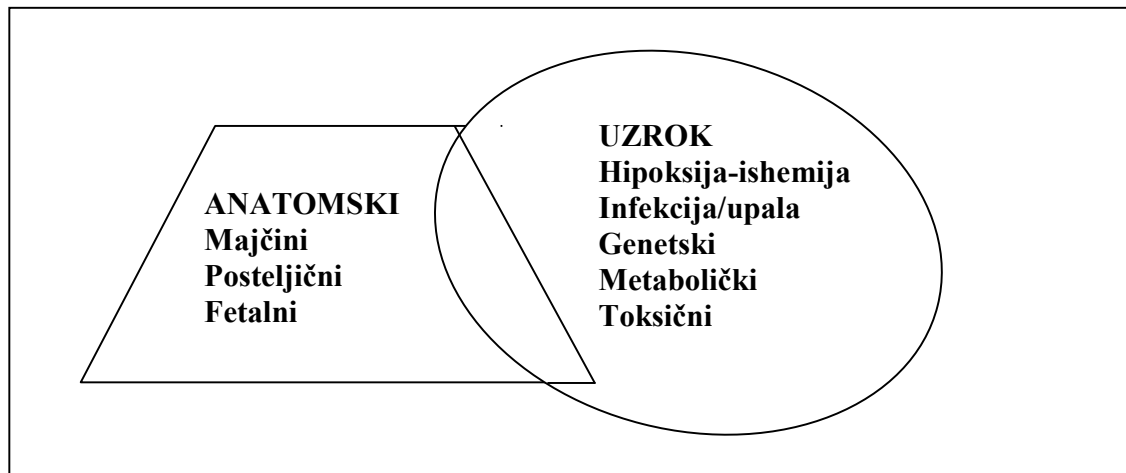 ANATOMSKI
Majčini
Posteljični
Fetalni
UZROK
Hipoksija-ishemija
Infekcija/upala
Genetski
Metabolički
Toksični